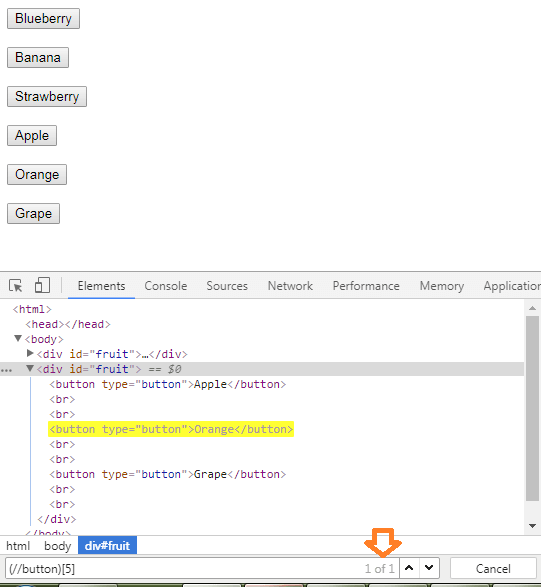 Blueberry
Banana
Strawberry
Apple
Orange
Grape
Elements Console Sources Network Performance Memory Application
<html>
<head></head>
▼<body>
▶<div id="fruit">…</div>
... ▼<div id="fruit"> == $0
<button type="button">Apple</button>
<br>
<br>
<button type="button">Orange</button>
<br>
<br>
<button type="button">Grape</button>
<br>
<br>
</div>
</body>
html body div#fruit
(//button)[5] 1 of 1 Cancel